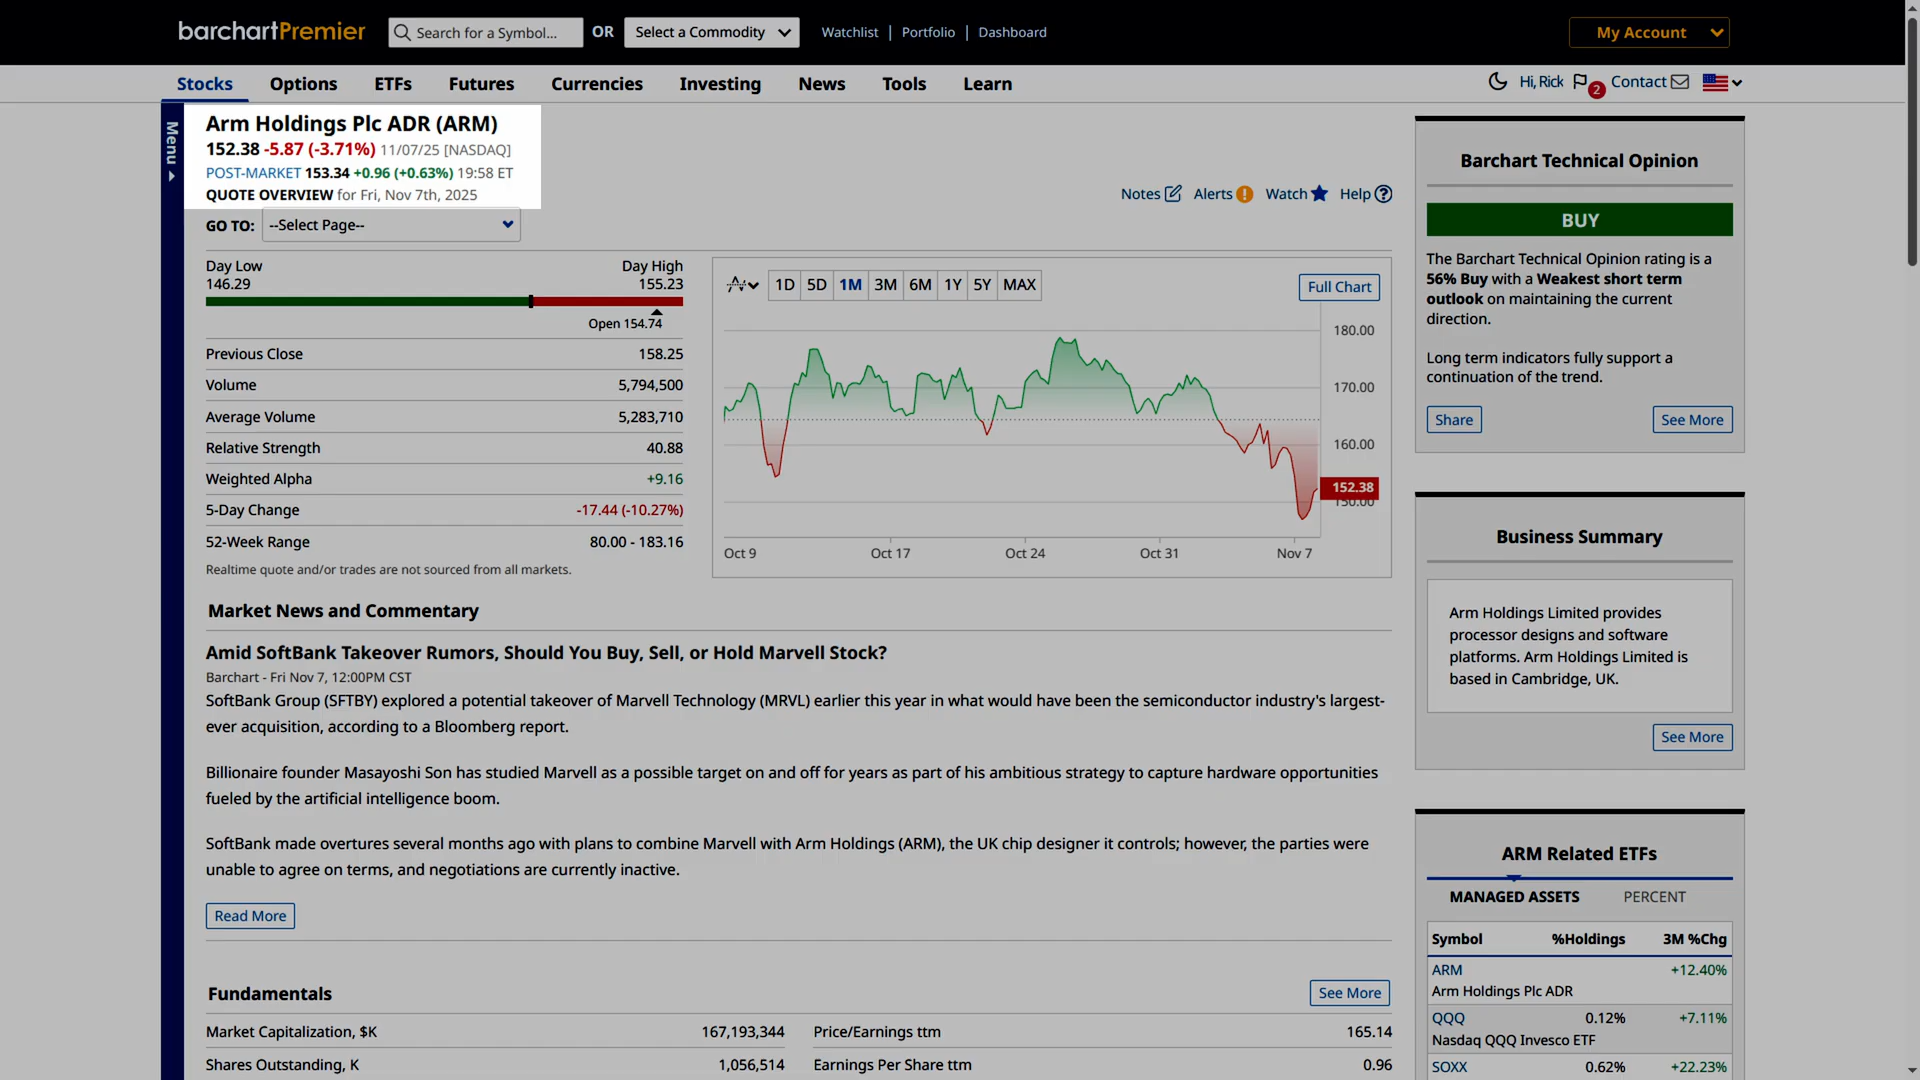 barchartPremier
Search for a Symbol...
OR
Select a Commodity
Watchlist | Portfolio | Dashboard
My Account
Stocks Options ETFs Futures Currencies Investing News Tools Learn
Hi, Rick
2
Contact
Menu
Arm Holdings Plc ADR (ARM)
152.38 -5.87 (-3.71%) 11/07/25 [NASDAQ]
POST-MARKET 153.34 +0.96 (+0.63%) 19:58 ET
QUOTE OVERVIEW for Fri, Nov 7th, 2025
Notes Alerts Watch Help
GO TO: --Select Page--
Day Low Day High
146.29 155.23
Open 154.74
Previous Close 158.25
Volume 5,794,500
Average Volume 5,283,710
Relative Strength 40.88
Weighted Alpha +9.16
5-Day Change -17.44 (-10.27%)
52-Week Range 80.00 - 183.16
Realtime quote and/or trades are not sourced from all markets.
1D 5D 1M 3M 6M 1Y 5Y MAX
Full Chart
180.00
170.00
160.00
152.38
150.00
Oct 9 Oct 17 Oct 24 Oct 31 Nov 7
Market News and Commentary
Amid SoftBank Takeover Rumors, Should You Buy, Sell, or Hold Marvell Stock?
Barchart - Fri Nov 7, 12:00PM CST
SoftBank Group (SFTBY) explored a potential takeover of Marvell Technology (MRVL) earlier this year in what would have been the semiconductor industry's largest-
ever acquisition, according to a Bloomberg report.
Billionaire founder Masayoshi Son has studied Marvell as a possible target on and off for years as part of his ambitious strategy to capture hardware opportunities
fueled by the artificial intelligence boom.
SoftBank made overtures several months ago with plans to combine Marvell with Arm Holdings (ARM), the UK chip designer it controls; however, the parties were
unable to agree on terms, and negotiations are currently inactive.
Read More
Fundamentals
See More
Market Capitalization, $K 167,193,344 Price/Earnings ttm 165.14
Shares Outstanding, K 1,056,514 Earnings Per Share ttm 0.96
Barchart Technical Opinion
BUY
The Barchart Technical Opinion rating is a
56% Buy with a Weakest short term
outlook on maintaining the current
direction.
Long term indicators fully support a
continuation of the trend.
Share See More
Business Summary
Arm Holdings Limited provides
processor designs and software
platforms. Arm Holdings Limited is
based in Cambridge, UK.
See More
ARM Related ETFs
MANAGED ASSETS PERCENT
Symbol %Holdings 3M %Chg
ARM +12.40%
Arm Holdings Plc ADR
QQQ 0.12% +7.11%
Nasdaq QQQ Invesco ETF
SOXX 0.62% +22.23%